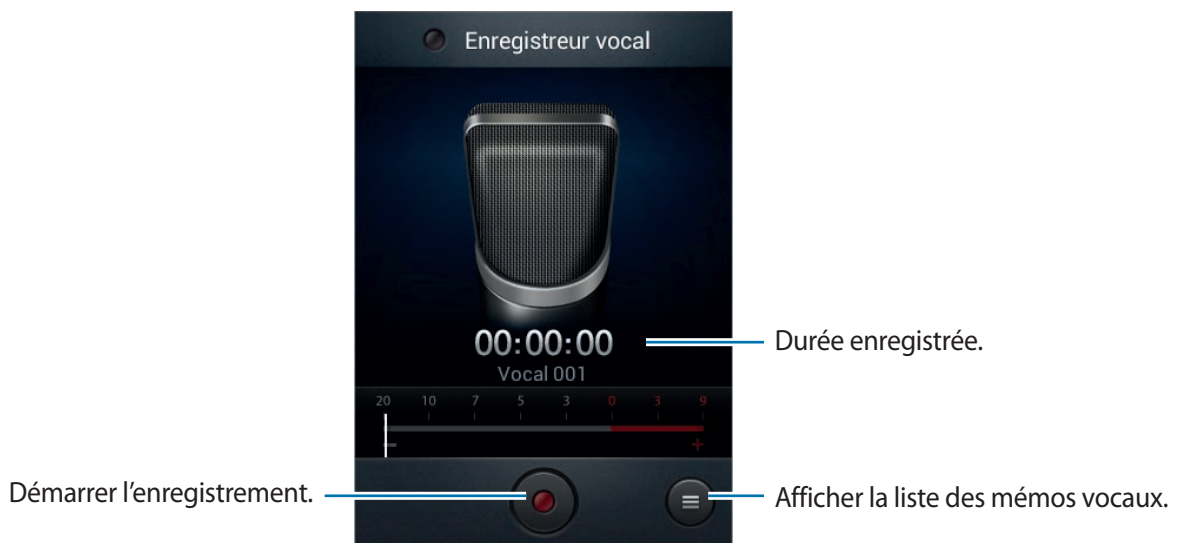 Enregistreur vocal
00:00:00
Durée enregistrée.
Vocal 001
20 10 7 5 3 0 3 9
- +
Démarrer l'enregistrement.
Afficher la liste des mémos vocaux.